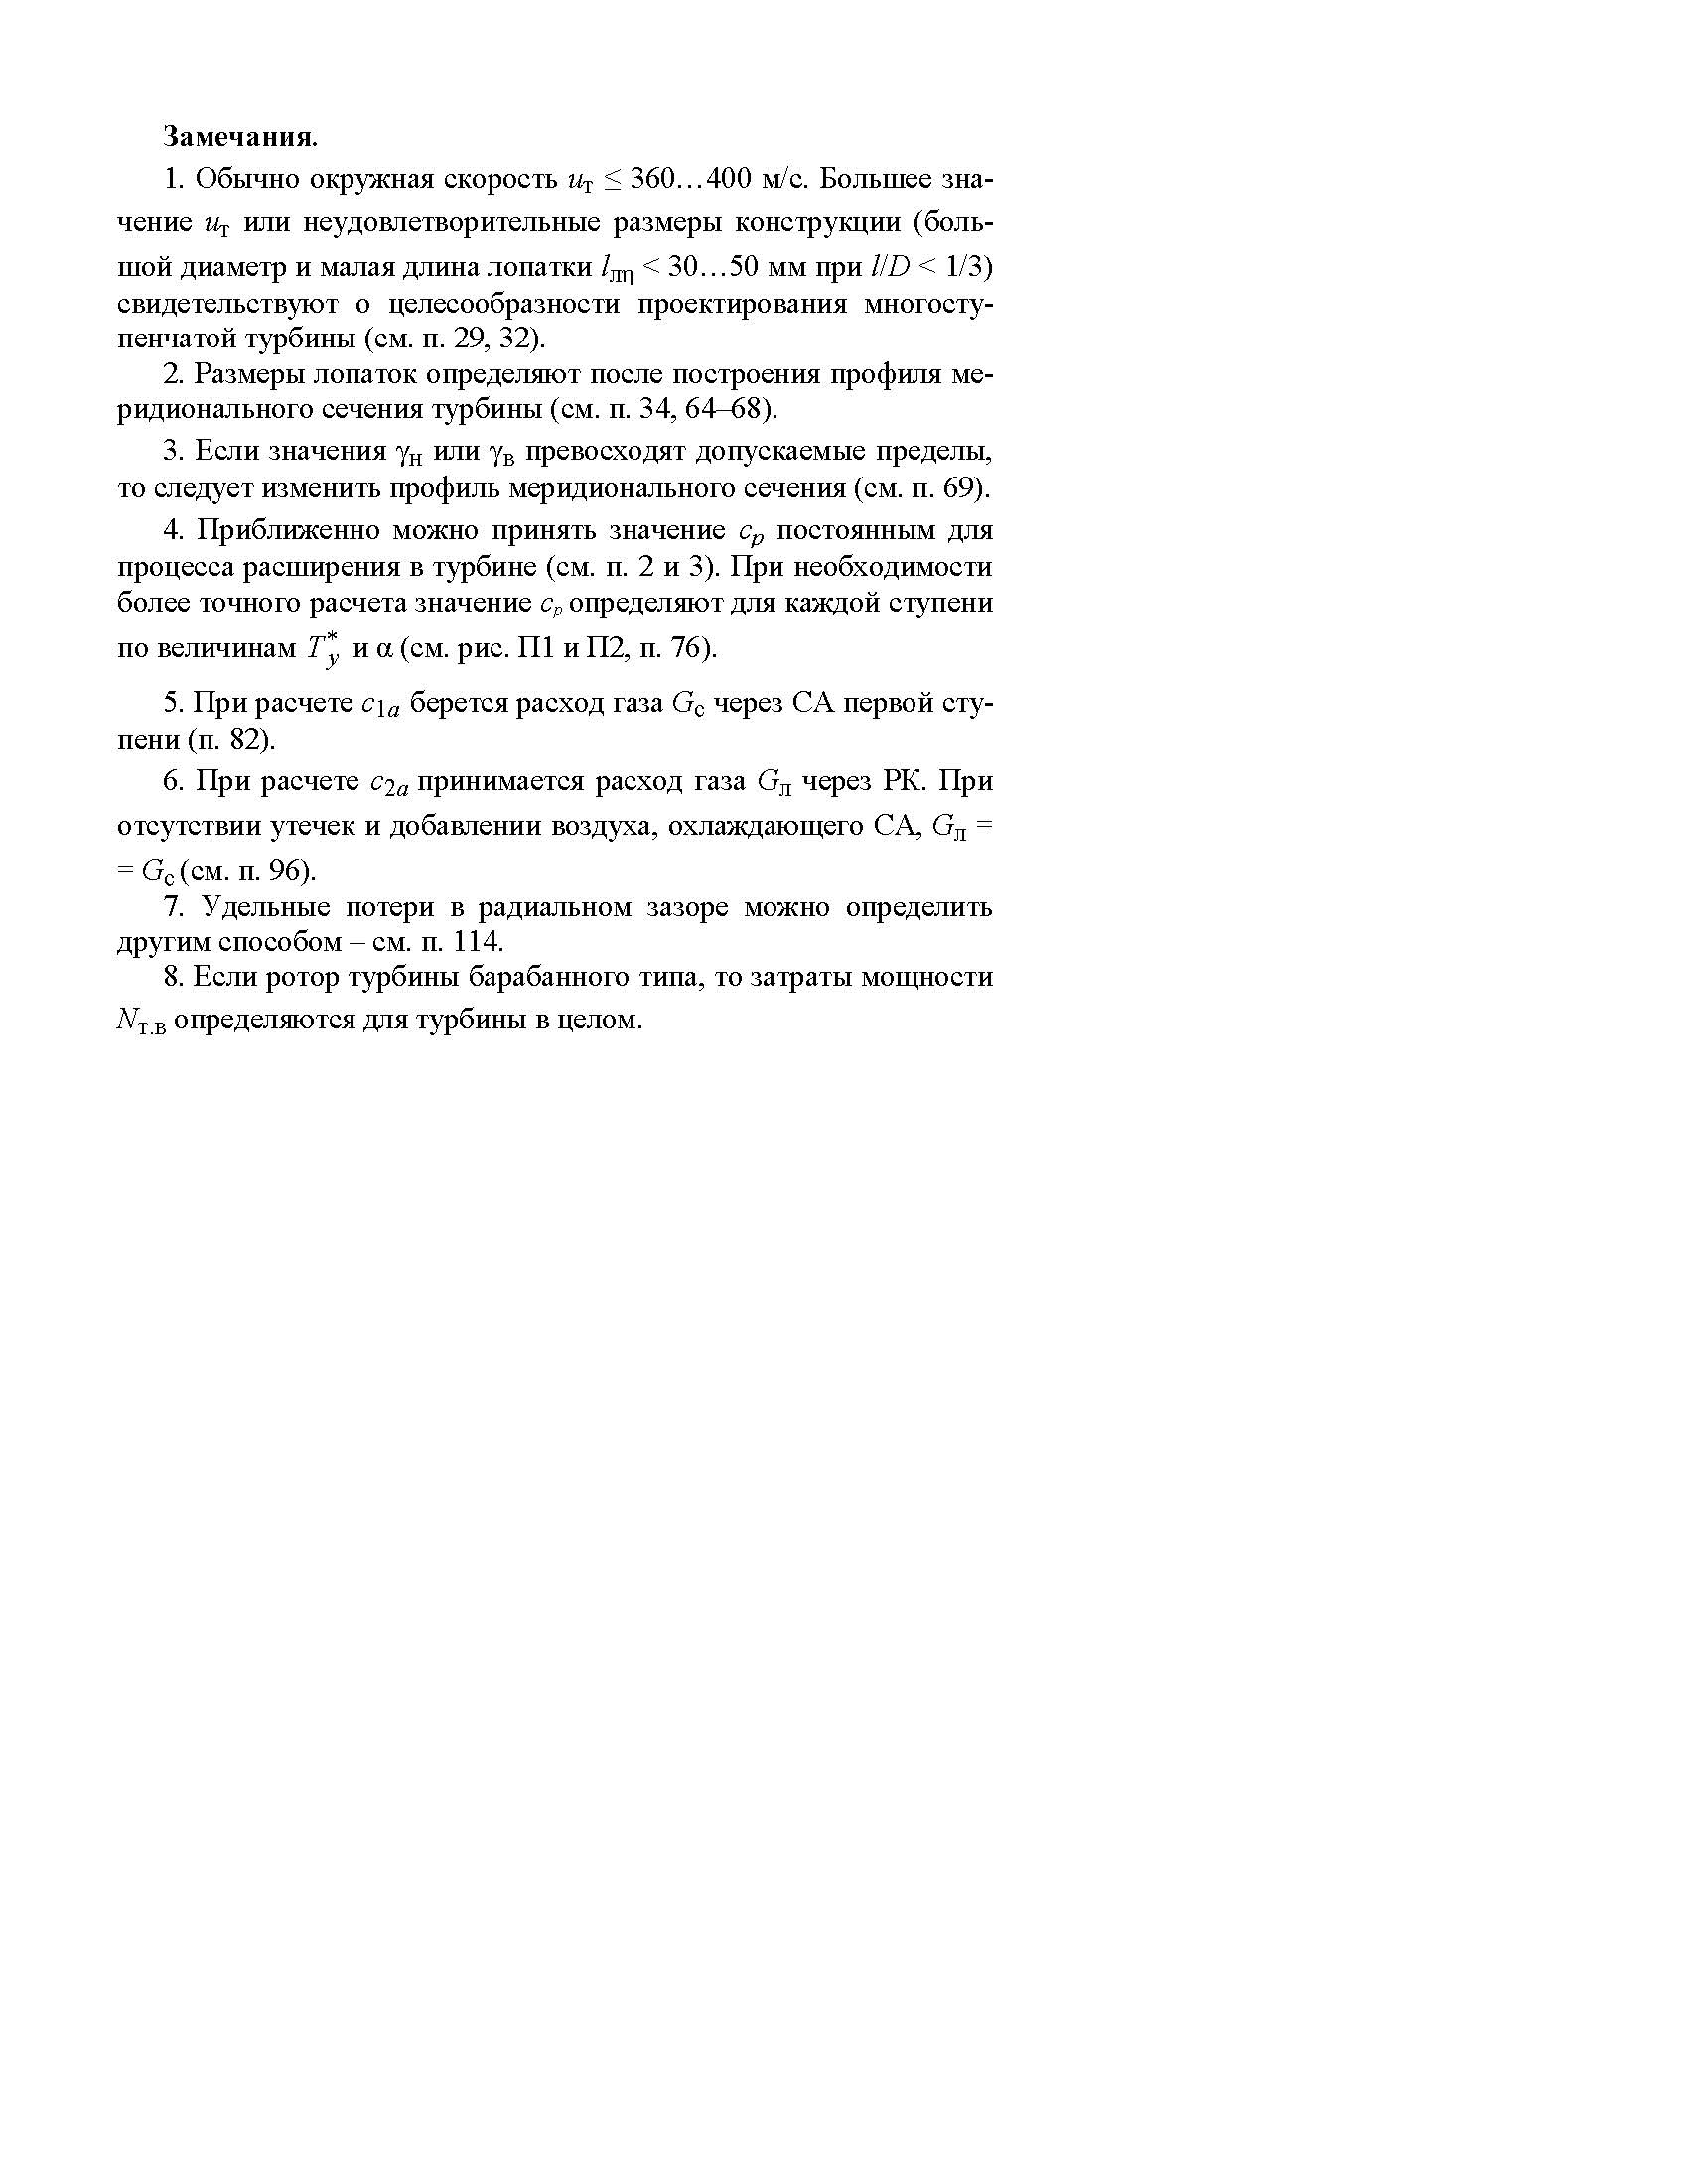 Замечания.
1. Обычно окружная скорость uт ≤ 360…400 м/с. Большее зна-
чение uт или неудовлетворительные размеры конструкции (боль-
шой диаметр и малая длина лопатки lлη < 30…50 мм при l/D < 1/3)
свидетельствуют о целесообразности проектирования многосту-
пенчатой турбины (см. п. 29, 32).
2. Размеры лопаток определяют после построения профиля ме-
ридионального сечения турбины (см. п. 34, 64–68).
3. Если значения γн или γв превосходят допускаемые пределы,
то следует изменить профиль меридионального сечения (см. п. 69).
4. Приближенно можно принять значение cp постоянным для
процесса расширения в турбине (см. п. 2 и 3). При необходимости
более точного расчета значение cp определяют для каждой ступени
по величинам T*y и α (см. рис. П1 и П2, п. 76).
5. При расчете c1a берется расход газа Gс через СА первой сту-
пени (п. 82).
6. При расчете c2a принимается расход газа Gл через РК. При
отсутствии утечек и добавлении воздуха, охлаждающего СА, Gл =
= Gс (см. п. 96).
7. Удельные потери в радиальном зазоре можно определить
другим способом – см. п. 114.
8. Если ротор турбины барабанного типа, то затраты мощности
Nт.в определяются для турбины в целом.